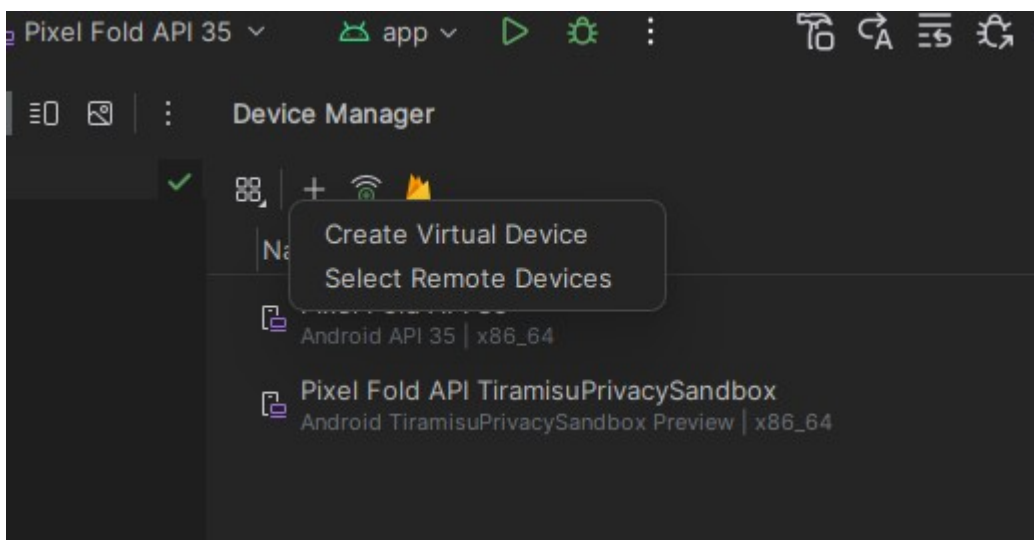 Pixel Fold API 35
app
Device Manager
Create Virtual Device
Select Remote Devices
Android API 35 | x86_64
Pixel Fold API TiramisuPrivacySandbox
Android TiramisuPrivacySandbox Preview | x86_64